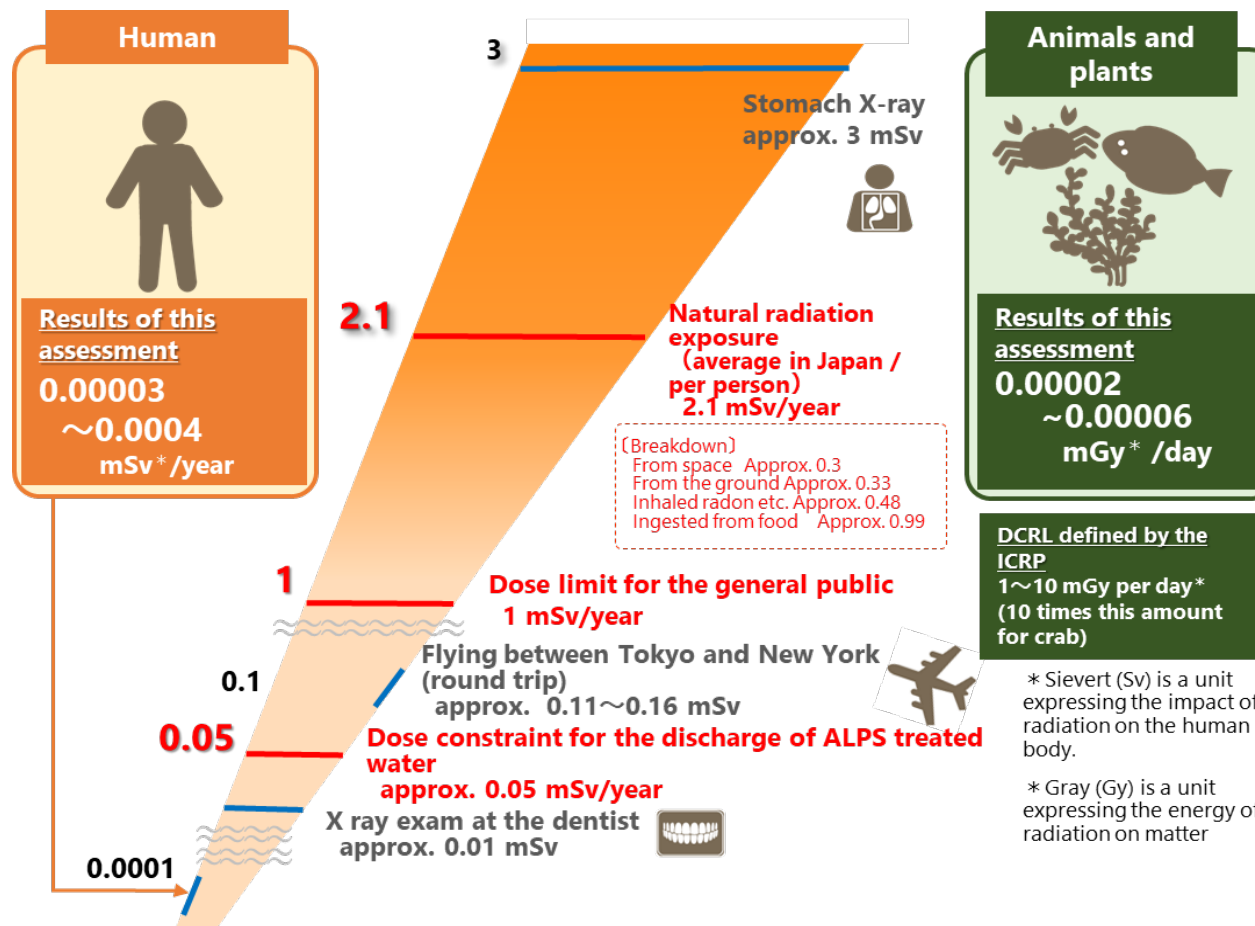 Human
Results of this
assessment
0.00003
～0.0004
mSv＊/year
3
Stomach X-ray
approx. 3 mSv
2.1
Natural radiation
exposure
（average in Japan /
per person）
2.1 mSv/year
〔Breakdown〕
From space Approx. 0.3
From the ground Approx. 0.33
Inhaled radon etc. Approx. 0.48
Ingested from food Approx. 0.99
1
Dose limit for the general public
1 mSv/year
Flying between Tokyo and New York
(round trip)
approx. 0.11～0.16 mSv
0.1
0.05
Dose constraint for the discharge of ALPS treated
water
approx. 0.05 mSv/year
X ray exam at the dentist
approx. 0.01 mSv
0.0001
Animals and
plants
Results of this
assessment
0.00002
~0.00006
mGy＊ /day
DCRL defined by the
ICRP
1～10 mGy per day＊
(10 times this amount
for crab)
＊Sievert (Sv) is a unit
expressing the impact of
radiation on the human
body.
＊Gray (Gy) is a unit
expressing the energy of
radiation on matter